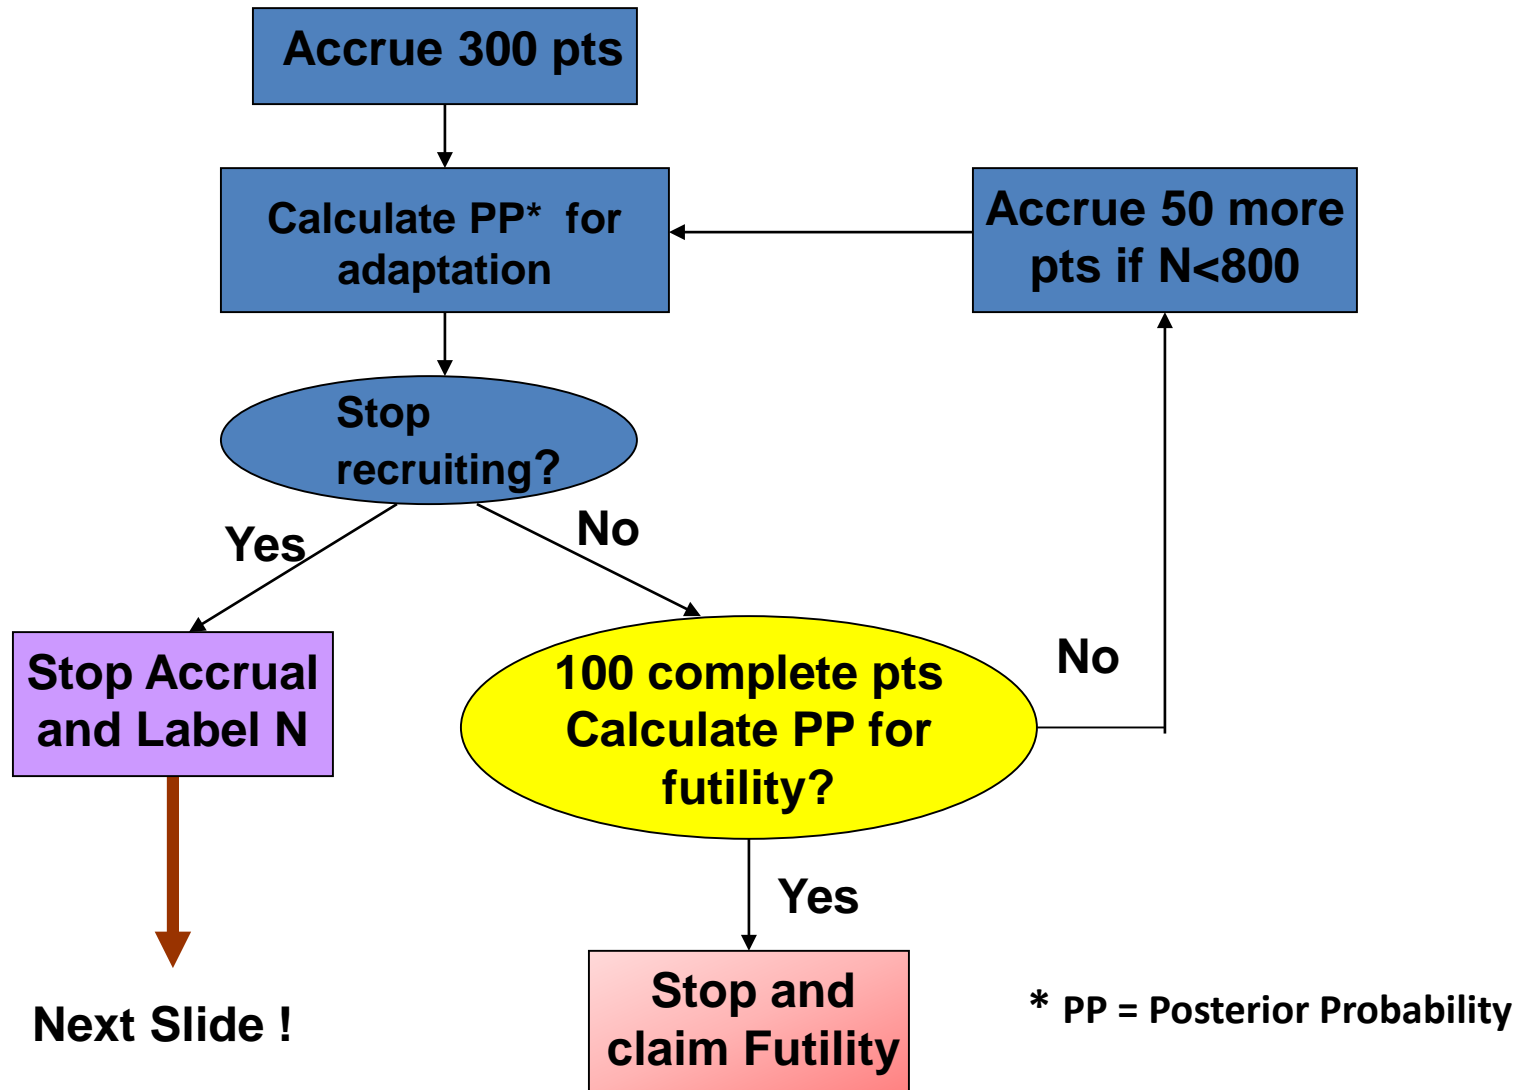 Accrue 300 pts
Calculate PP* for
adaptation
Accrue 50 more
pts if N<800
Stop
recruiting?
Yes
No
Stop Accrual
and Label N
100 complete pts
Calculate PP for
futility?
No
Yes
Next Slide !
Stop and
claim Futility
* PP = Posterior Probability